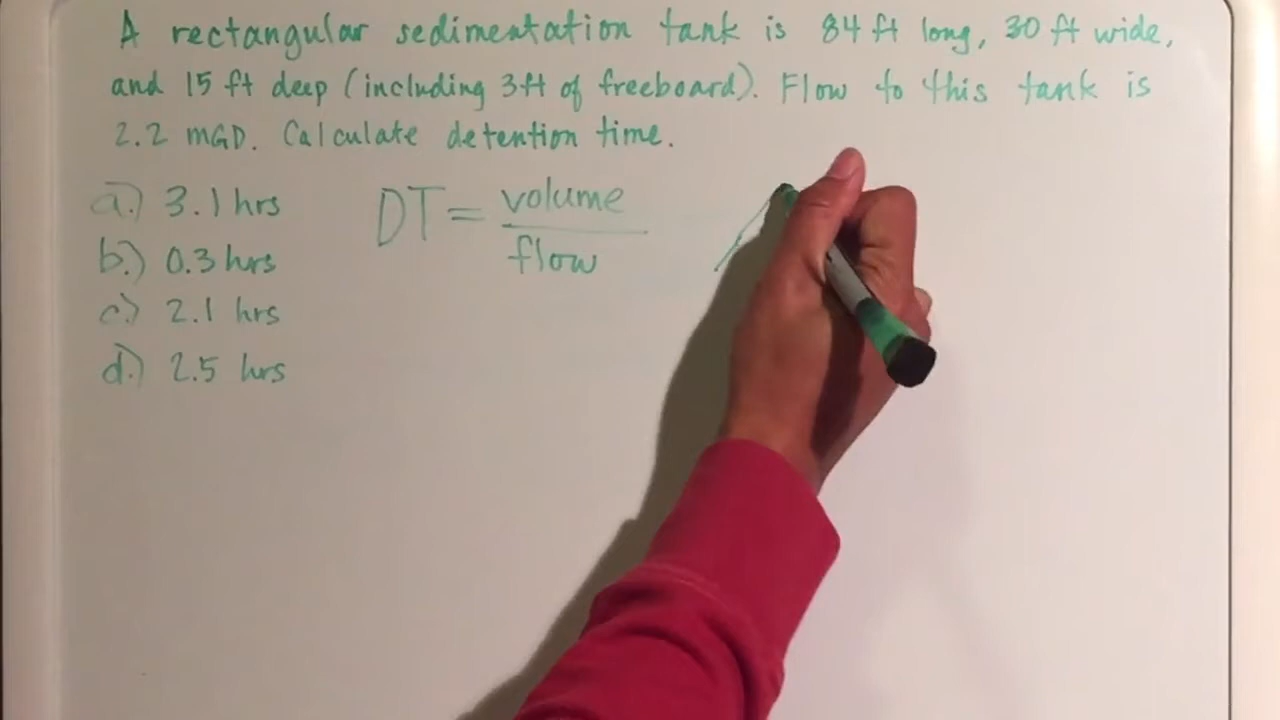 A rectangular sedimentation tank is 84 ft long, 30 ft wide,
and 15 ft deep (including 3ft of freeboard). Flow to this tank is
2.2 MGD. Calculate detention time.
a.) 3.1 hrs
b.) 0.3 hrs
c.) 2.1 hrs
d.) 2.5 hrs
DT = volume
flow